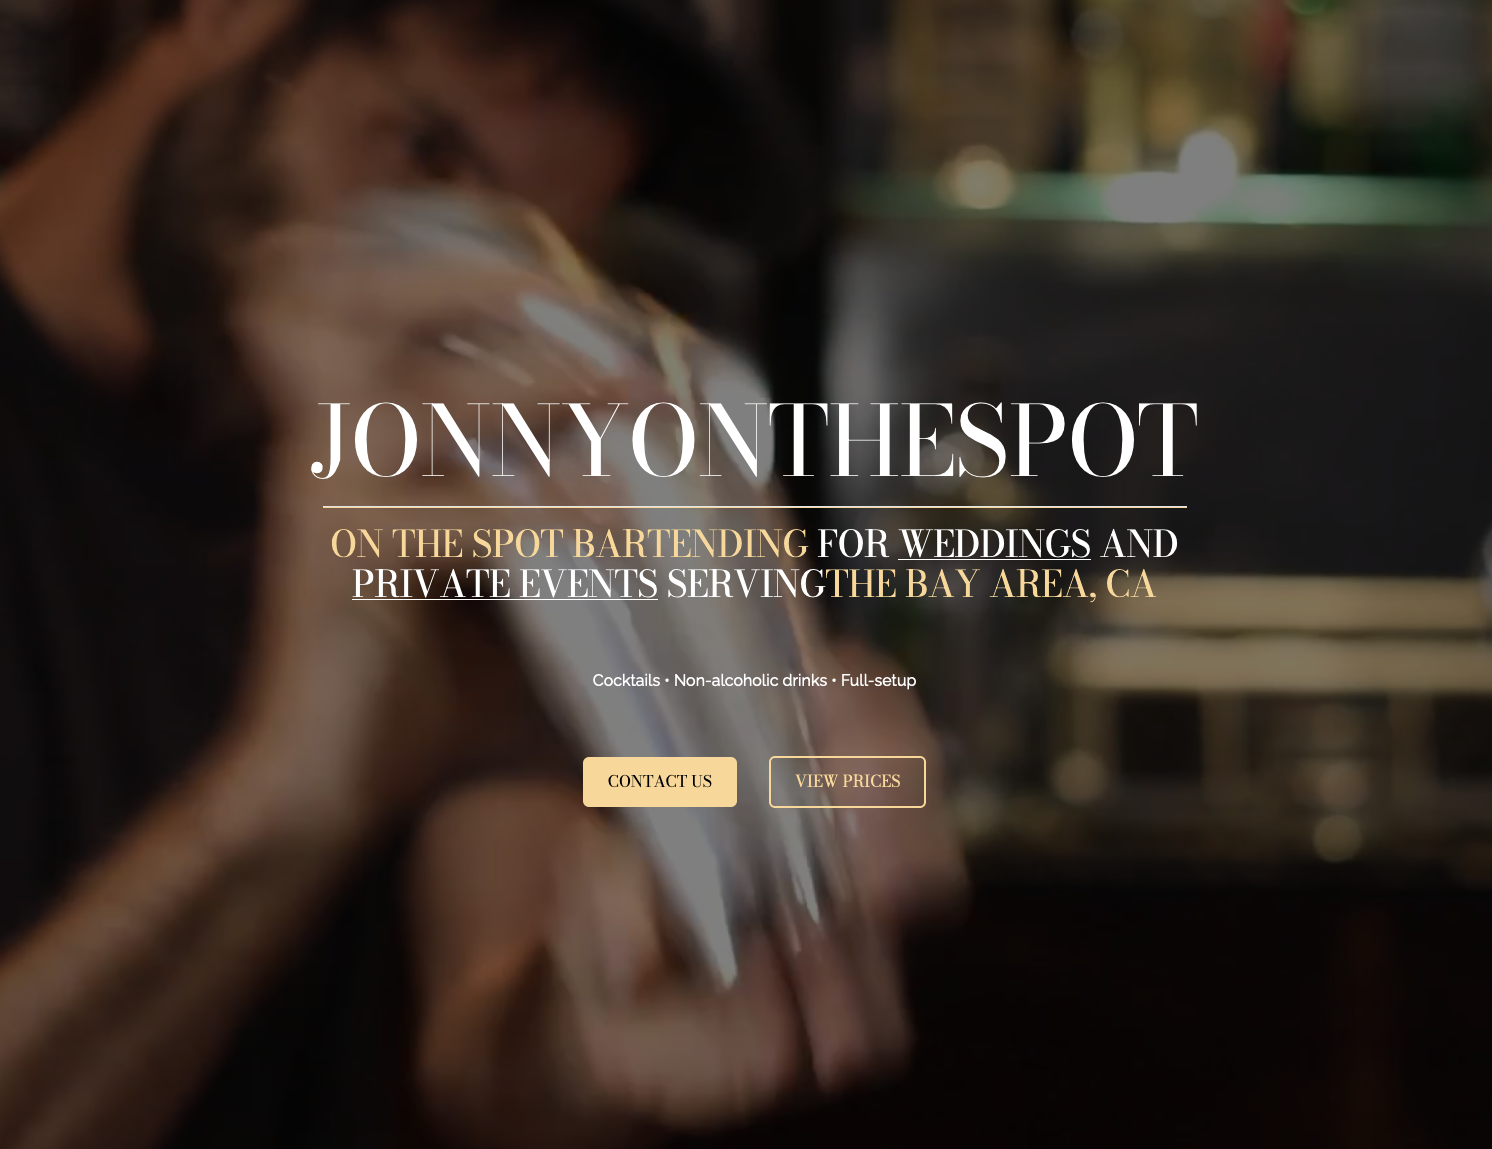 JONNYONTHESPOT
ON THE SPOT BARTENDING FOR WEDDINGS AND
PRIVATE EVENTS SERVINGTHE BAY AREA, CA
Cocktails • Non-alcoholic drinks • Full-setup
CONTACT US VIEW PRICES